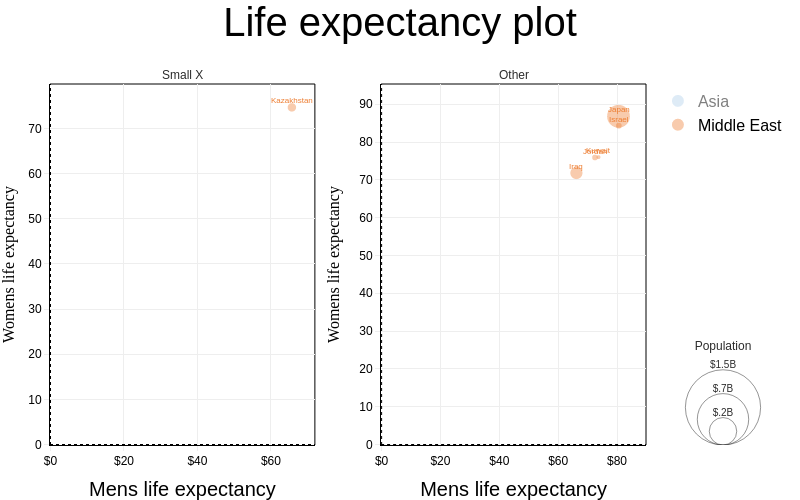 Life expectancy plot
Small X
Other
Kazakhstan
70
60
50
40
30
20
10
0
$0
$20
$40
$60
Womens life expectancy
Mens life expectancy
90
80
70
60
50
40
30
20
10
0
$0
$20
$40
$60
$80
Womens life expectancy
Mens life expectancy
Japan
Israel
Jordan
Kuwait
Iraq
Asia
Middle East
Population
$1.5B
$.7B
$.2B